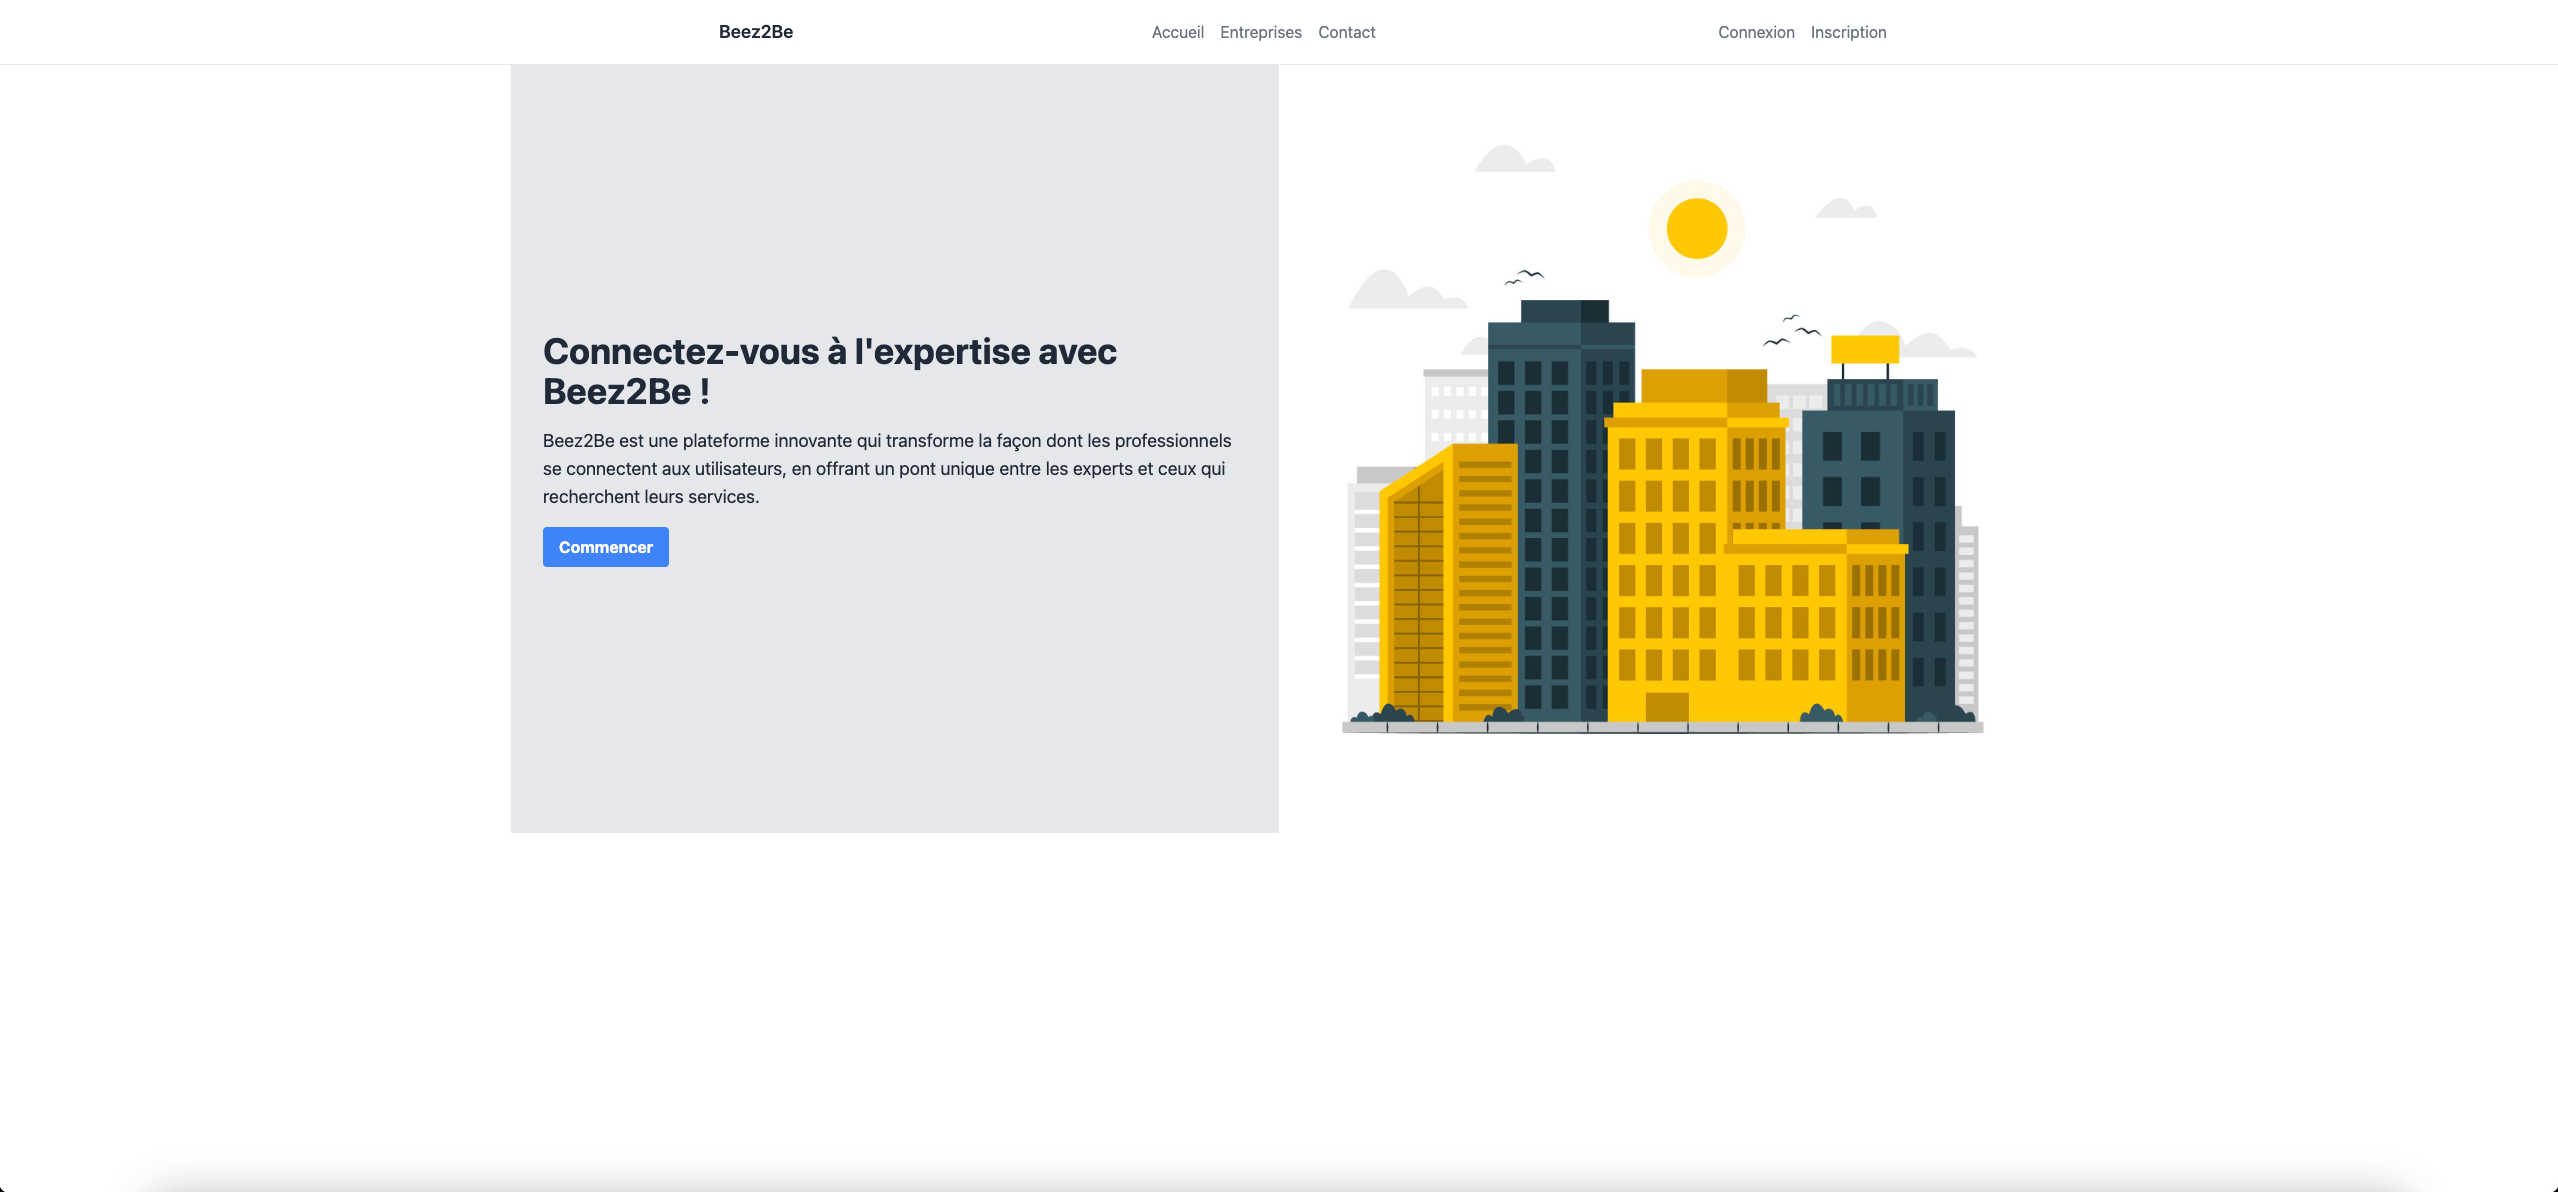 Beez2Be
Accueil Entreprises Contact
Connexion Inscription
Connectez-vous à l'expertise avec
Beez2Be !
Beez2Be est une plateforme innovante qui transforme la façon dont les professionnels
se connectent aux utilisateurs, en offrant un pont unique entre les experts et ceux qui
recherchent leurs services.
Commencer